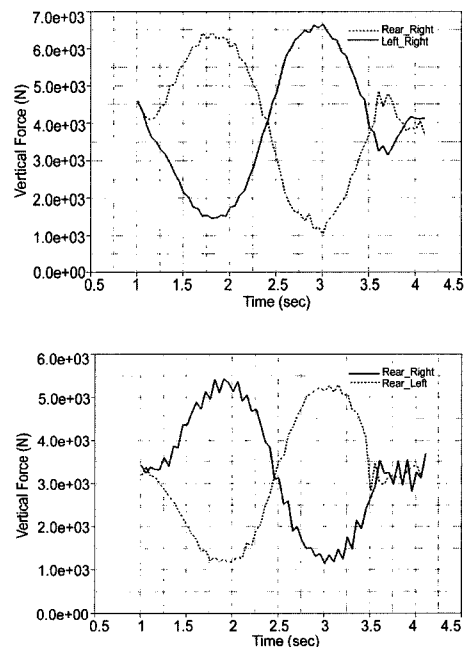 7.0e+03
6.0e+03
5.0e+03
4.0e+03
3.0e+03
2.0e+03
1.0e+03
0.0e+00
Vertical Force (N)
Rear_Right
Left_Right
0.5 1 1.5 2 2.5 3 3.5 4 4.5
Time (sec)
6.0e+03
5.0e+03
4.0e+03
3.0e+03
2.0e+03
1.0e+03
0.0e+03
Vertical Force (N)
Rear_Right
Rear_Left
0.5 1 1.5 2 2.5 3 3.5 4 4.5
Time (sec)